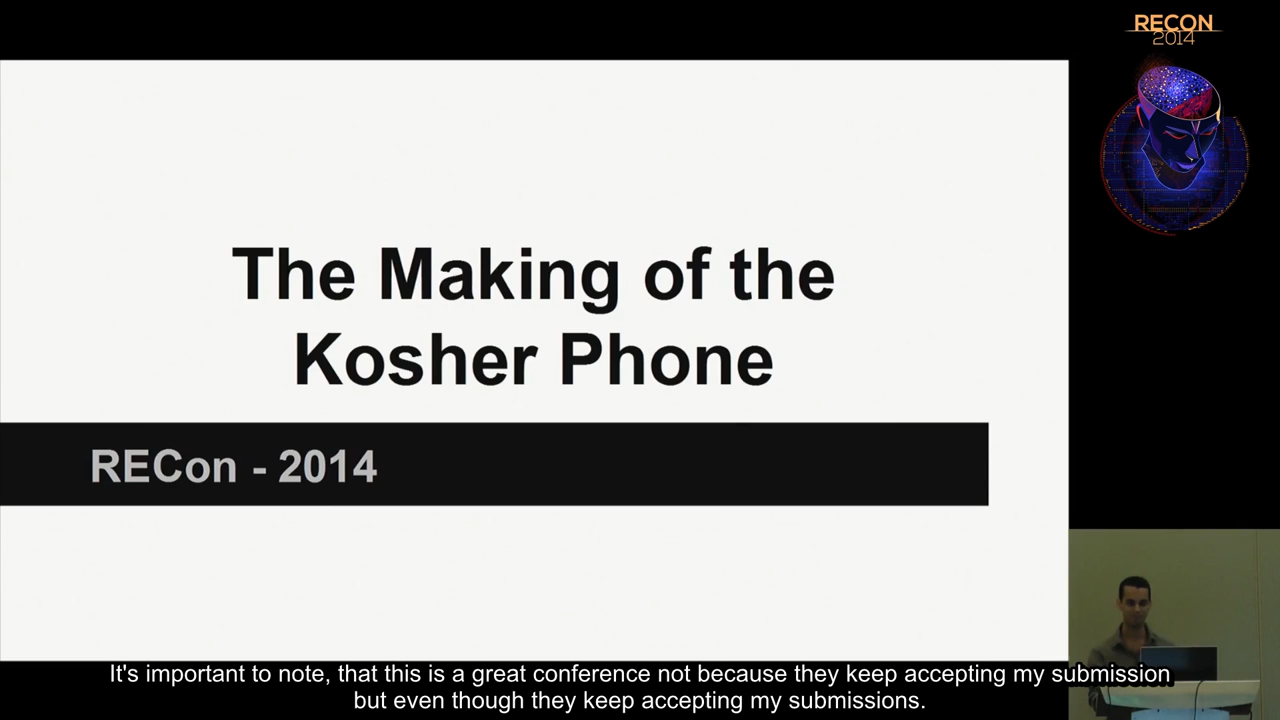 RECON
2014
The Making of the
Kosher Phone
RECon - 2014
It's important to note, that this is a great conference not because they keep accepting my submission
but even though they keep accepting my submissions.